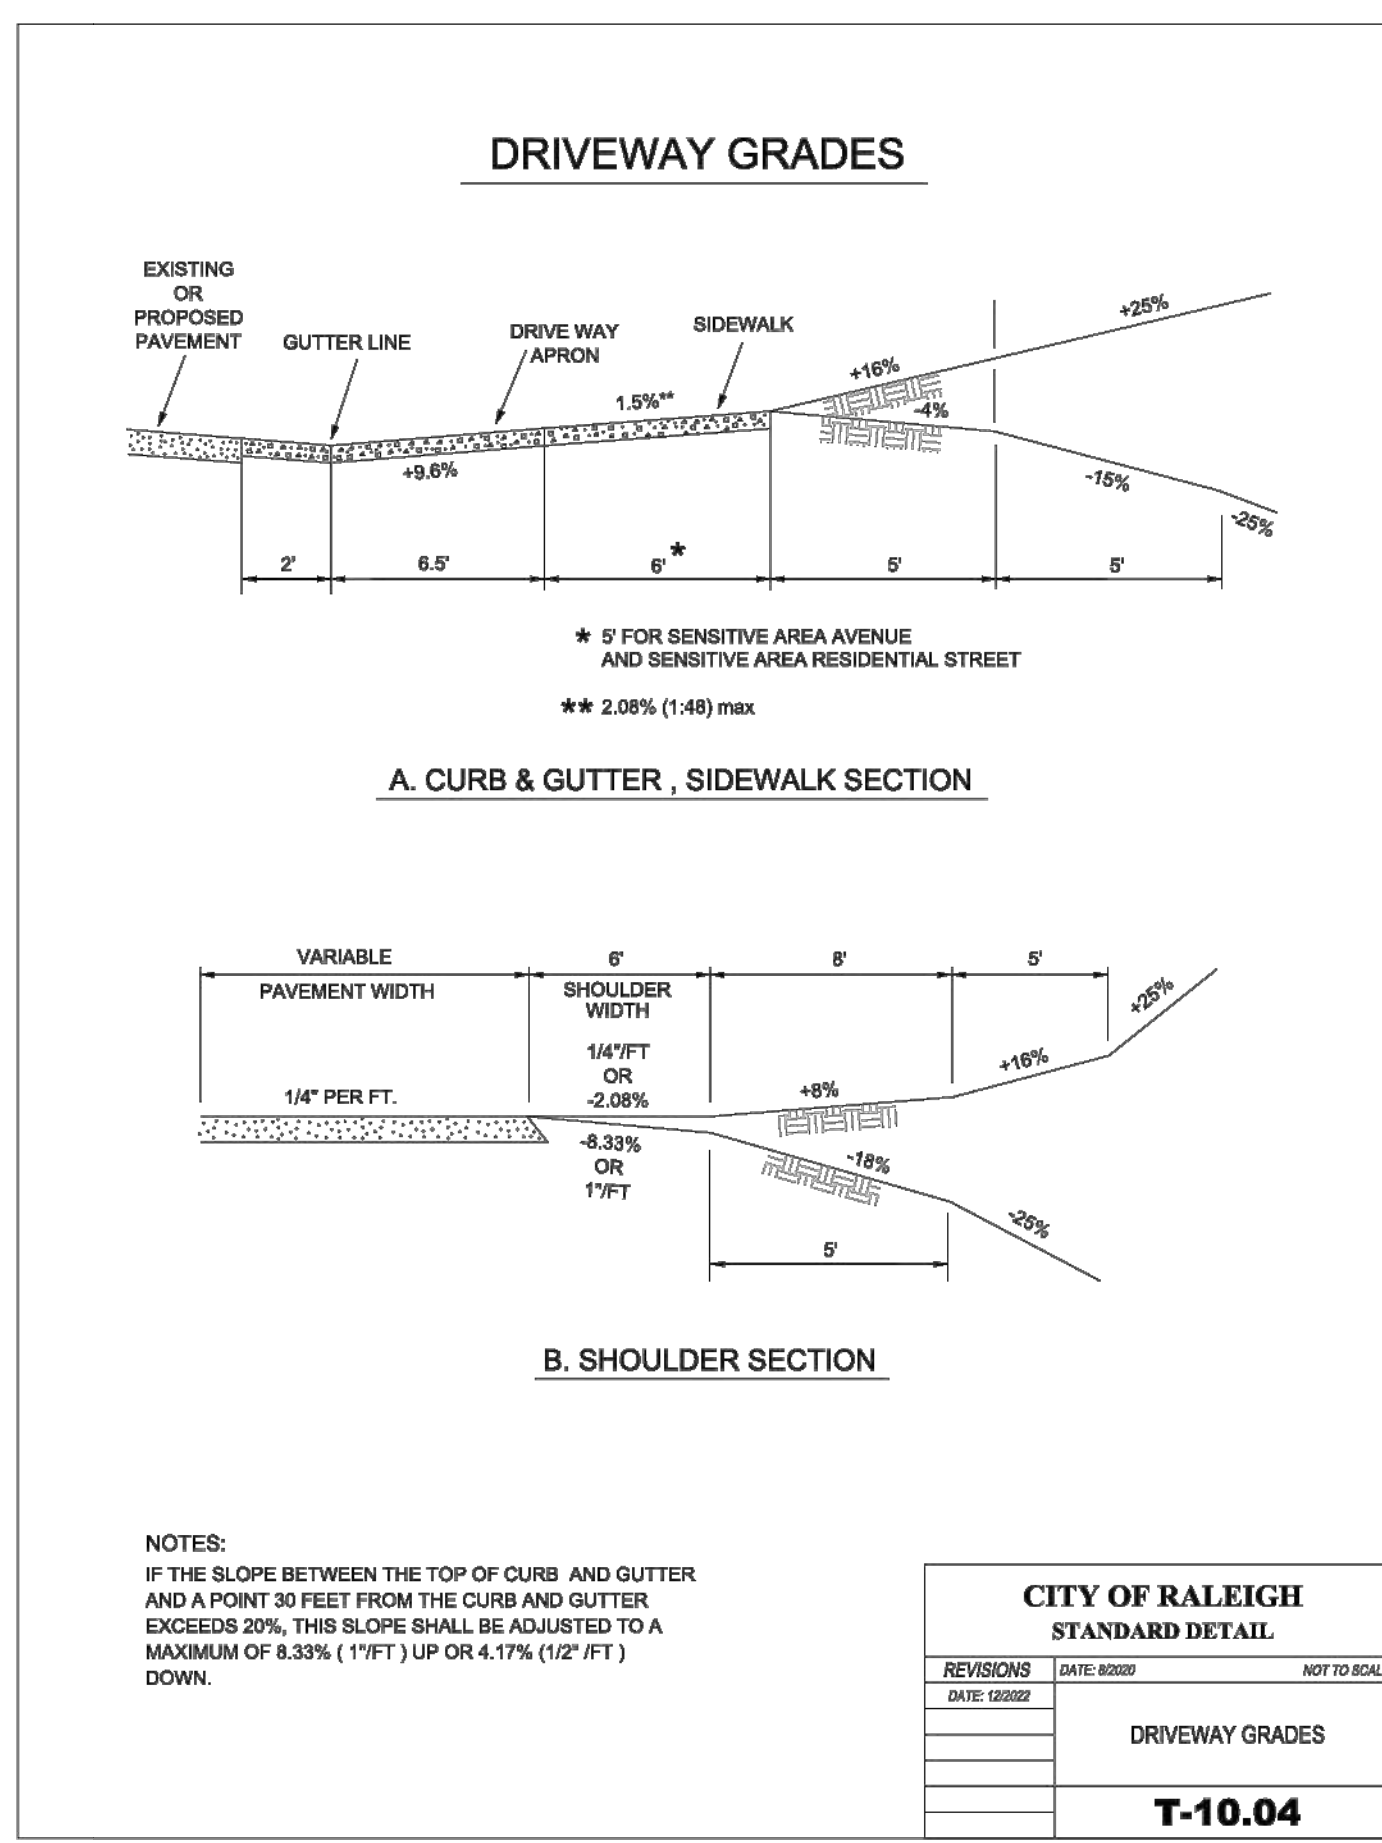 DRIVEWAY GRADES
EXISTING
OR
PROPOSED
PAVEMENT
GUTTER LINE
DRIVE WAY
APRON
SIDEWALK
1.5%**
+9.6%
+16%
-4%
+25%
-15%
-25%
2'
6.5'
6'*
5'
5'
* 5' FOR SENSITIVE AREA AVENUE
AND SENSITIVE AREA RESIDENTIAL STREET
** 2.08% (1:48) max
A. CURB & GUTTER , SIDEWALK SECTION
VARIABLE
PAVEMENT WIDTH
6'
SHOULDER
WIDTH
8'
5'
1/4"/FT
OR
-2.08%
1/4" PER FT.
-8.33%
OR
1"/FT
+8%
+16%
+25%
-18%
-25%
5'
B. SHOULDER SECTION
NOTES:
IF THE SLOPE BETWEEN THE TOP OF CURB AND GUTTER
AND A POINT 30 FEET FROM THE CURB AND GUTTER
EXCEEDS 20%, THIS SLOPE SHALL BE ADJUSTED TO A
MAXIMUM OF 8.33% ( 1"/FT ) UP OR 4.17% (1/2" /FT )
DOWN.
CITY OF RALEIGH
STANDARD DETAIL
REVISIONS
DATE: 8/2020
NOT TO SCAL
DATE: 12/2022
DRIVEWAY GRADES
T-10.04